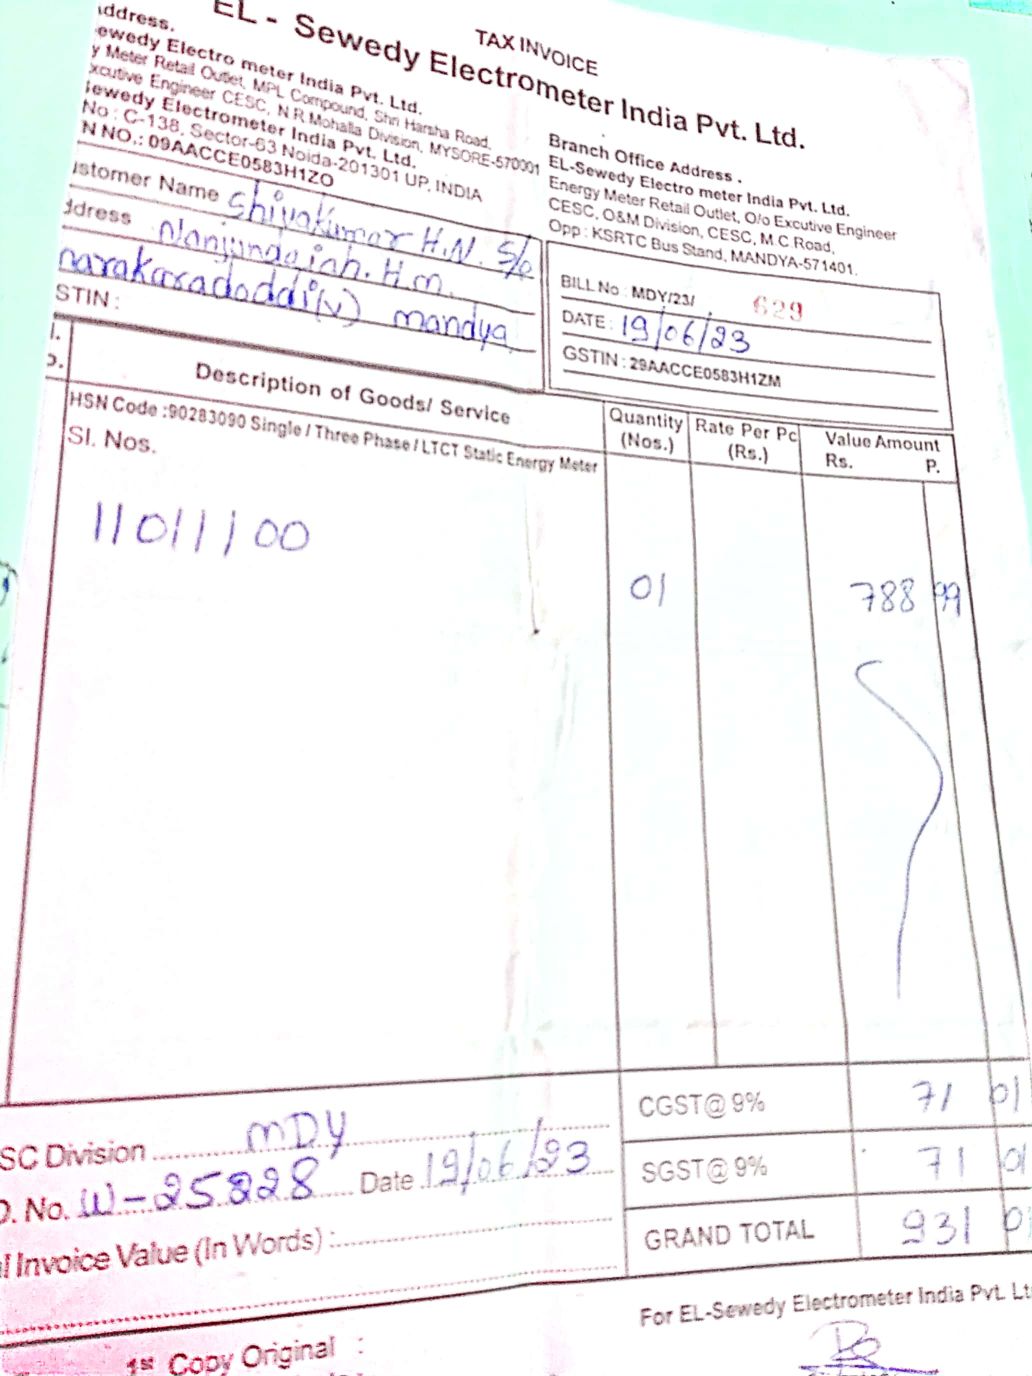 TAX INVOICE
EL - Sewedy Electrometer India Pvt. Ltd.
ddress.
ewedy Electro meter India Pvt. Ltd.
y Meter Retail Outlet, MPL Compound, Shri Harsha Road,
xcutive Engineer CESC, N R Mohalla Division, MYSORE-570001
Sewedy Electrometer India Pvt. Ltd.
No : C-138, Sector-63 Noida-201301 UP, INDIA
N NO.: 09AACCE0583H1ZO
Branch Office Address .
EL-Sewedy Electro meter India Pvt. Ltd.
Energy Meter Retail Outlet, O/o Excutive Engineer
CESC, O&M Division, CESC, M C Road,
Opp : KSRTC Bus Stand, MANDYA-571401.
ustomer Name Shivakumar H.N. S/o
ddress Nanjundaiah. H.M.
narakaradoddi (v) mandya
STIN :
BILL No : MDY/23/ 629
DATE : 19/06/23
GSTIN : 29AACCE0583H1ZM
Description of Goods/ Service
Quantity (Nos.)
Rate Per Pc (Rs.)
Value Amount
Rs. P.
HSN Code :90283090 Single / Three Phase / LTCT Static Energy Meter
Sl. Nos.
11011100
01
788 99
SC Division MDY
CGST@ 9% 71 01
O. No. W-25828 Date 19/06/23
SGST@ 9% 71 01
l Invoice Value (In Words) :
GRAND TOTAL 931 01
For EL-Sewedy Electrometer India Pvt. Lt
1st Copy Original :